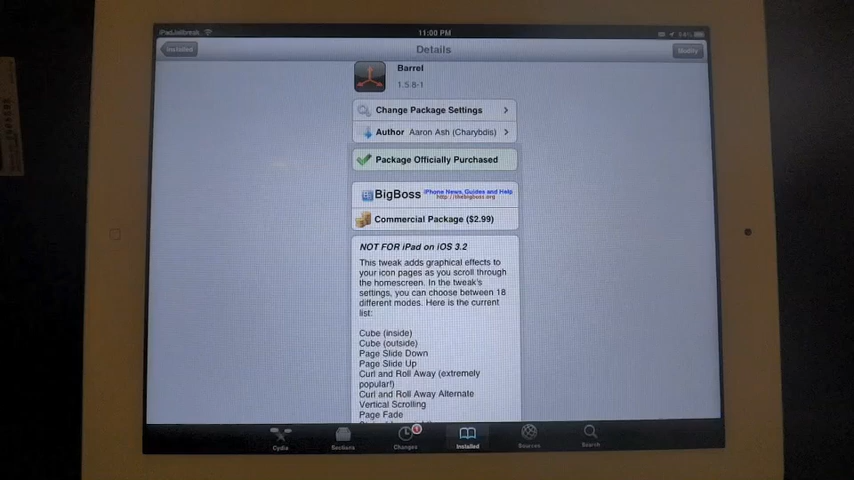 iPadJailbreak
11:00 PM
94%
Installed
Details
Modify
Barrel
1.5.8-1
Change Package Settings
Author Aaron Ash (Charybdis)
Package Officially Purchased
BigBoss iPhone News, Guides and Help
http://thebigboss.org
Commercial Package ($2.99)
NOT FOR iPad on iOS 3.2
This tweak adds graphical effects to
your icon pages as you scroll through
the homescreen. In the tweak's
settings, you can choose between 18
different modes. Here is the current
list:
Cube (inside)
Cube (outside)
Page Slide Down
Page Slide Up
Curl and Roll Away (extremely
popular!)
Curl and Roll Away Alternate
Vertical Scrolling
Page Fade
Cydia
Sections
Changes
1
Installed
Sources
Search